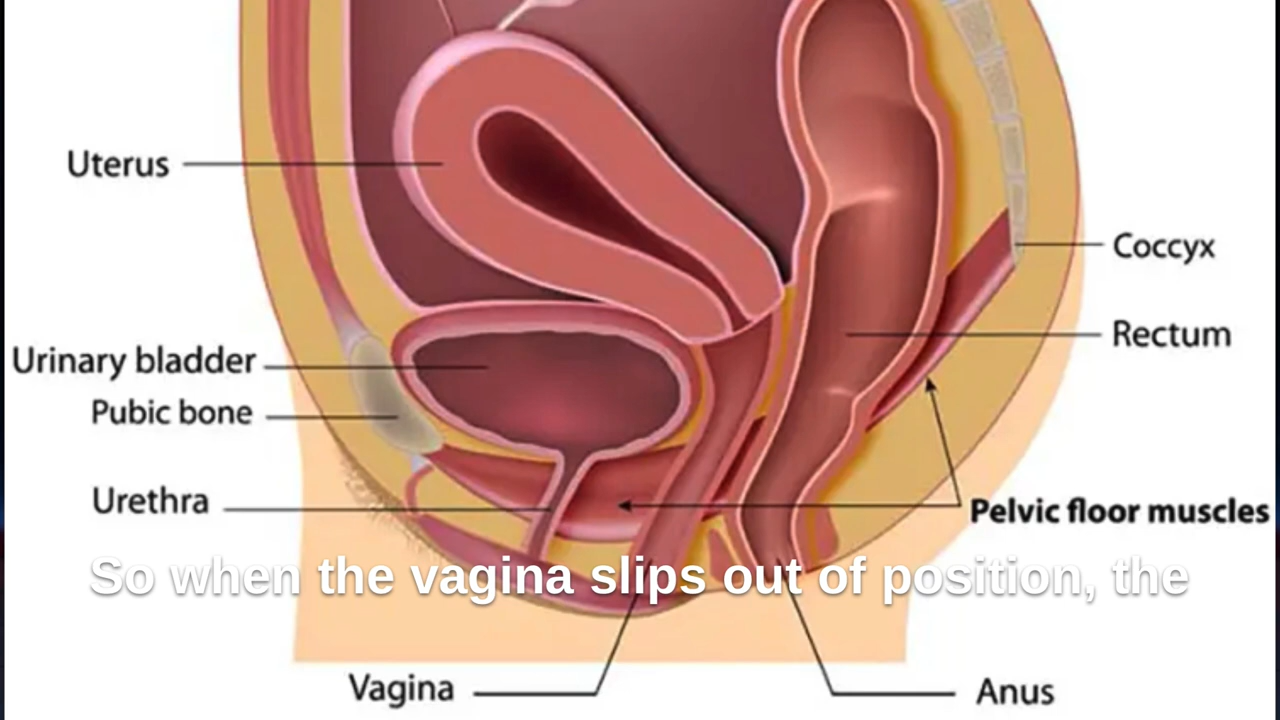 Uterus
Coccyx
Rectum
Urinary bladder
Pubic bone
Urethra
Pelvic floor muscles
So when the vagina slips out of position, the
Vagina
Anus